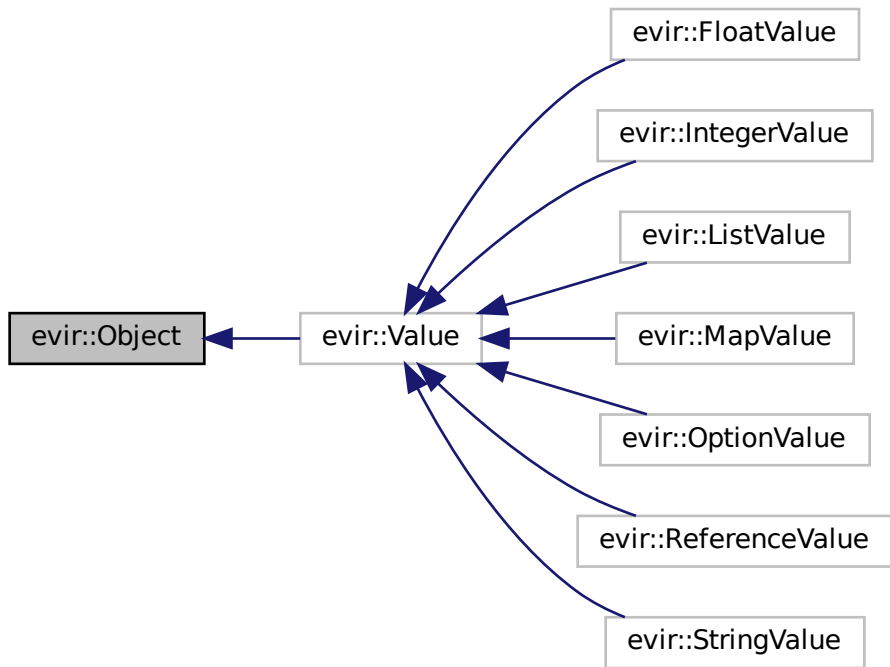 evir::Object
evir::Value
evir::FloatValue
evir::IntegerValue
evir::ListValue
evir::MapValue
evir::OptionValue
evir::ReferenceValue
evir::StringValue